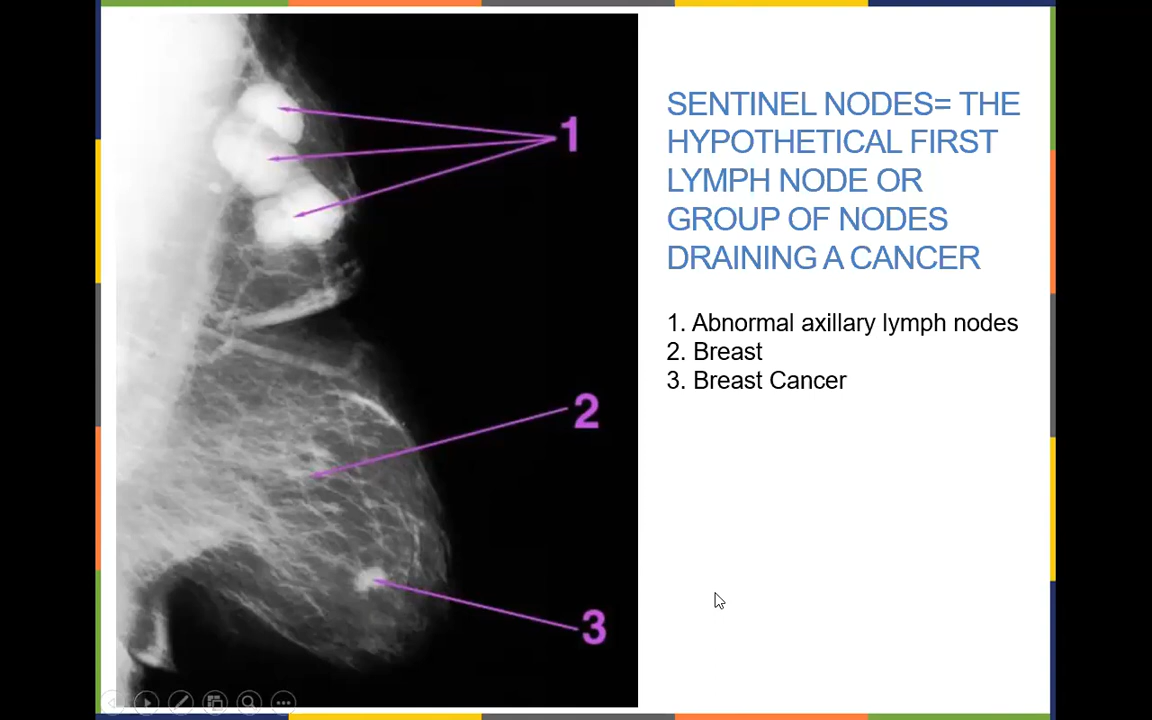 1
2
3
SENTINEL NODES= THE
HYPOTHETICAL FIRST
LYMPH NODE OR
GROUP OF NODES
DRAINING A CANCER
1. Abnormal axillary lymph nodes
2. Breast
3. Breast Cancer